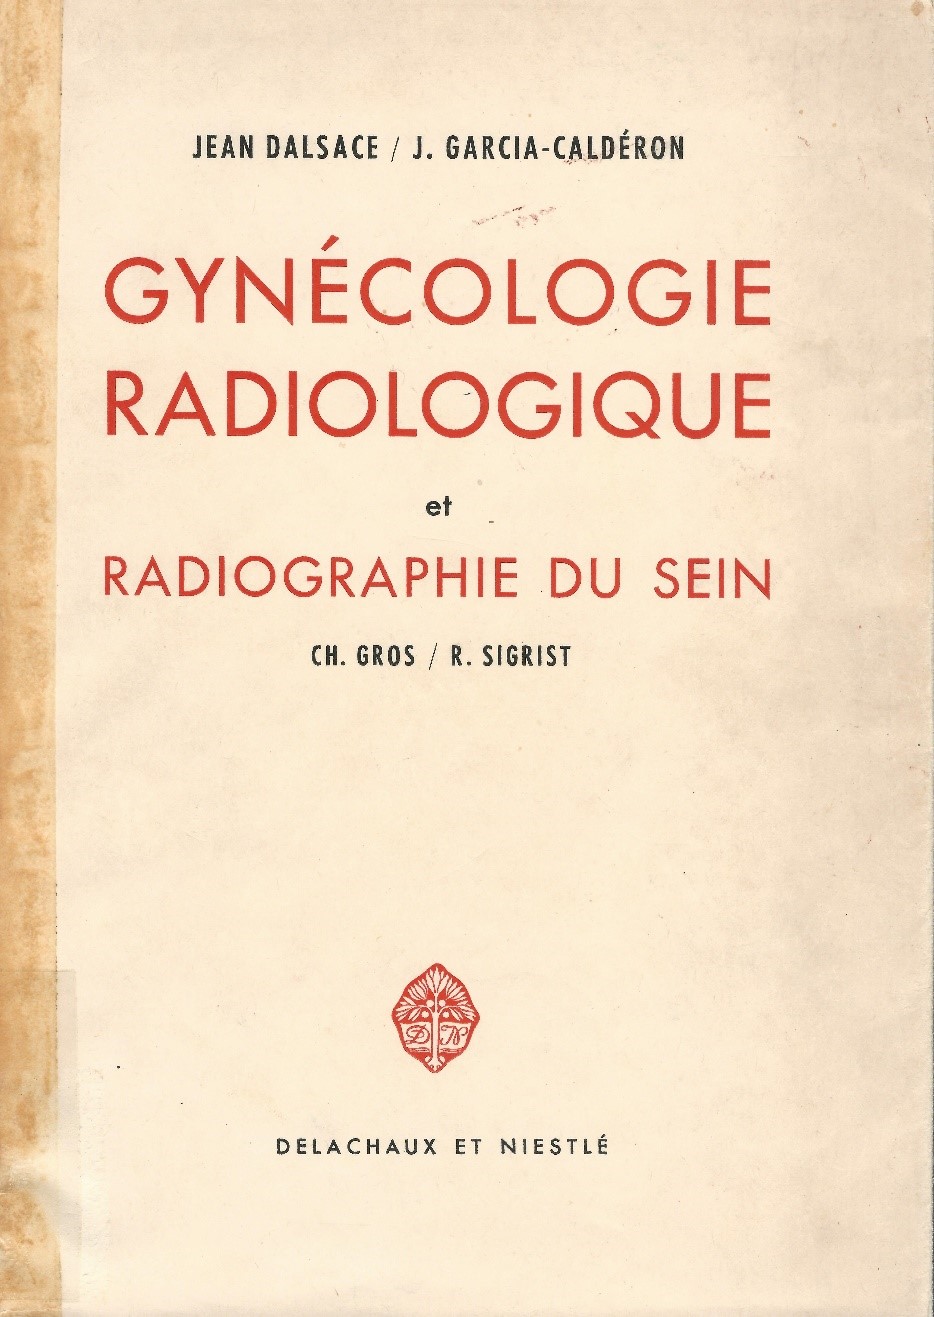 JEAN DALSACE / J. GARCIA-CALDÉRON
GYNÉCOLOGIE
RADIOLOGIQUE
et
RADIOGRAPHIE DU SEIN
CH. GROS / R. SIGRIST
D N
DELACHAUX ET NIESTLÉ